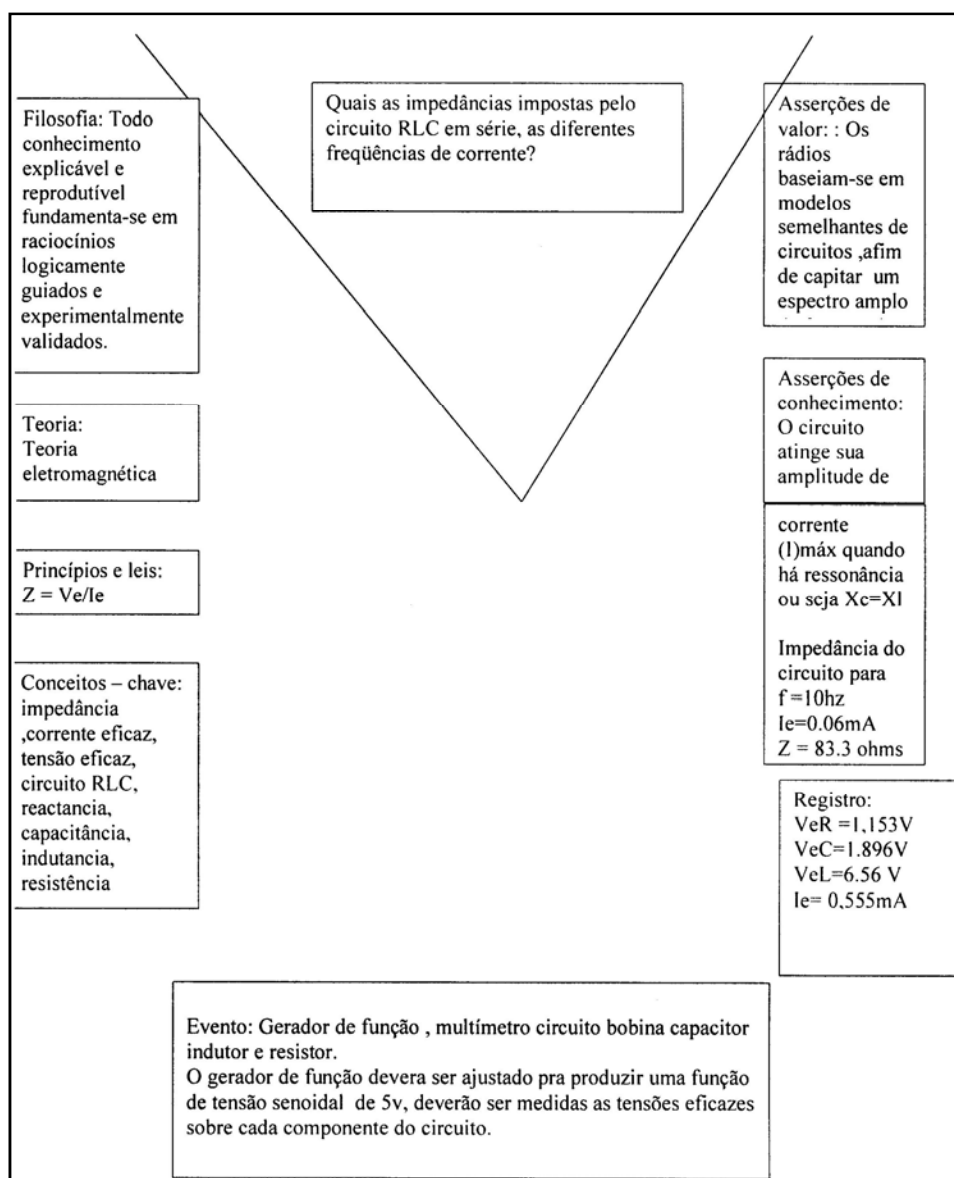 Quais as impedâncias impostas pelo
circuito RLC em série, as diferentes
freqüências de corrente?
Filosofia: Todo
conhecimento
explicável e
reprodutível
fundamenta-se em
raciocínios
logicamente
guiados e
experimentalmente
validados.
Teoria:
Teoria
eletromagnética
Princípios e leis:
Z = Ve/Ie
Conceitos – chave:
impedância
,corrente eficaz,
tensão eficaz,
circuito RLC,
reactancia,
capacitância,
indutancia,
resistência
Asserções de
valor: : Os
rádios
baseiam-se em
modelos
semelhantes de
circuitos ,afim
de capitar um
espectro amplo
Asserções de
conhecimento:
O circuito
atinge sua
amplitude de
corrente
(I)máx quando
há ressonância
ou seja Xc=Xl
Impedância do
circuito para
f =10hz
Ie=0.06mA
Z = 83.3 ohms
Registro:
VeR =1,153V
VeC=1.896V
VeL=6.56 V
Ie= 0,555mA
Evento: Gerador de função , multímetro circuito bobina capacitor
indutor e resistor.
O gerador de função devera ser ajustado pra produzir uma função
de tensão senoidal de 5v, deverão ser medidas as tensões eficazes
sobre cada componente do circuito.